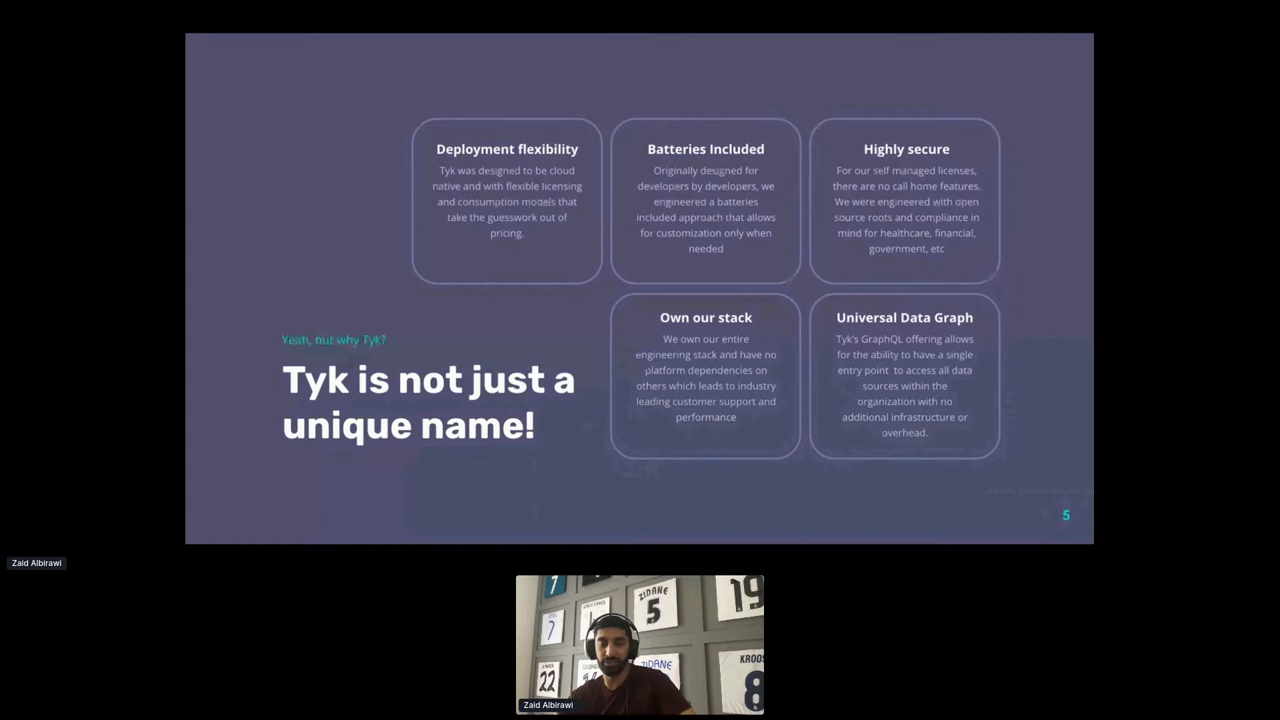 Deployment flexibility
Tyk was designed to be cloud
native and with flexible licensing
and consumption models that
take the guesswork out of
pricing.
Batteries Included
Originally designed for
developers by developers, we
engineered a batteries
included approach that allows
for customization only when
needed
Highly secure
For our self managed licenses,
there are no call home features.
We were engineered with open
source roots and compliance in
mind for healthcare, financial,
government, etc
Yeah, but why Tyk?
Tyk is not just a
unique name!
Own our stack
We own our entire
engineering stack and have no
platform dependencies on
others which leads to industry
leading customer support and
performance
Universal Data Graph
Tyk's GraphQL offering allows
for the ability to have a single
entry point to access all data
sources within the
organization with no
additional infrastructure or
overhead.
5
Zaid Albirawi
7
ZIDANE
5
19
7
22
ZIDANE
KROOS
8
Zaid Albirawi